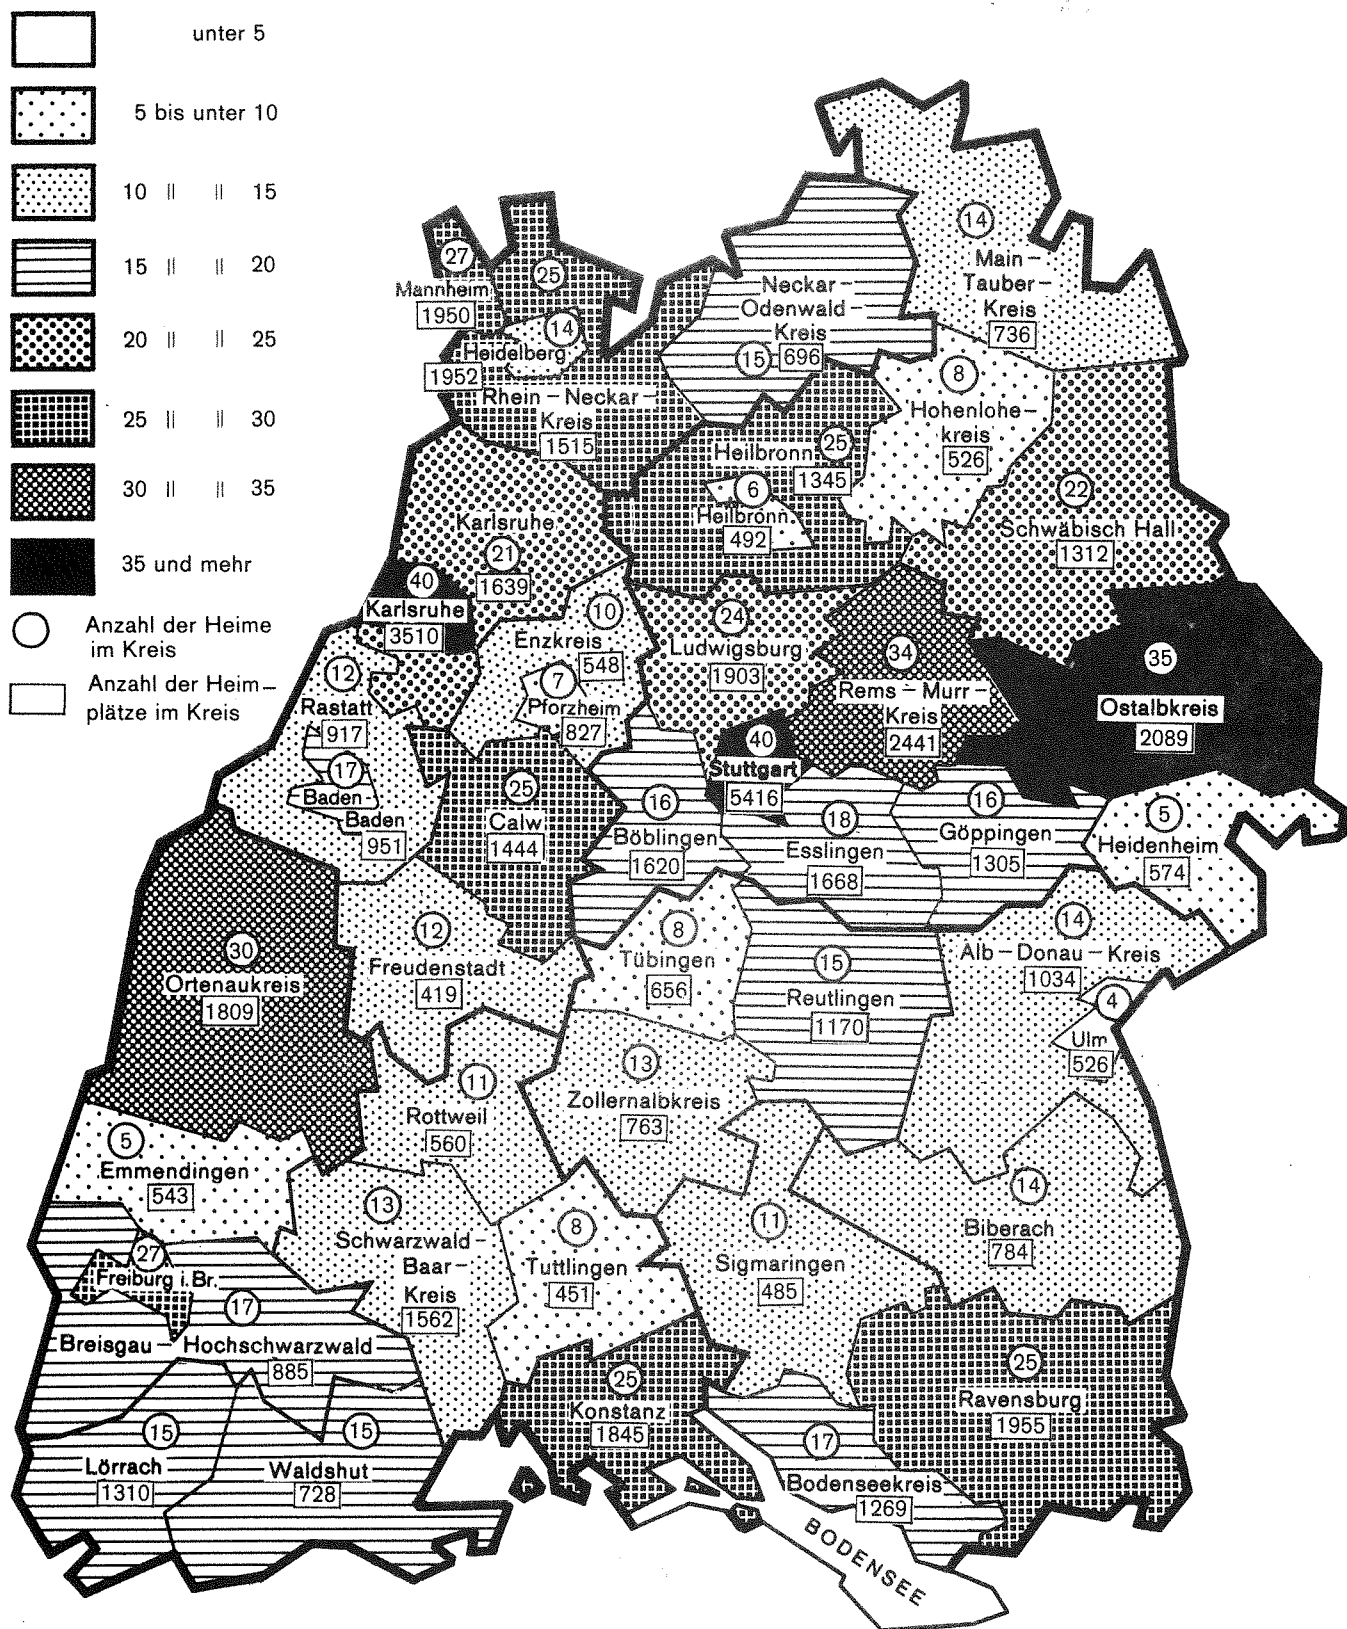 unter 5
5 bis unter 10
10 " " 15
15 " " 20
20 " " 25
25 " " 30
30 " " 35
35 und mehr
Anzahl der Heime
im Kreis
Anzahl der Heim–
plätze im Kreis
14
Main –
Tauber –
Kreis
736
27
Mannheim
1950
25
14
Heidelberg
1952
Rhein – Neckar –
Kreis
1515
Neckar –
Odenwald –
Kreis
15
696
8
Hohenlohe –
kreis
526
Heilbronn
25
1345
6
Heilbronn
492
22
Schwäbisch Hall
1312
Karlsruhe
21
1639
40
Karlsruhe
3510
10
Enzkreis
548
7
Pforzheim
827
24
Ludwigsburg
1903
34
Rems – Murr –
Kreis
2441
35
Ostalbkreis
2089
12
Rastatt
917
17
Baden –
Baden
951
25
Calw
1444
40
Stuttgart
5416
16
Böblingen
1620
18
Esslingen
1668
16
Göppingen
1305
5
Heidenheim
574
30
Ortenaukreis
1809
12
Freudenstadt
419
8
Tübingen
656
15
Reutlingen
1170
14
Alb – Donau – Kreis
1034
4
Ulm
526
11
Rottweil
560
13
Zollernalbkreis
763
5
Emmendingen
543
13
Schwarzwald –
Baar –
Kreis
1562
8
Tuttlingen
451
11
Sigmaringen
485
14
Biberach
784
27
Freiburg i. Br.
17
Breisgau – Hochschwarzwald
885
25
Konstanz
1845
25
Ravensburg
1955
15
Lörrach
1310
15
Waldshut
728
17
Bodenseekreis
1269
BODENSEE